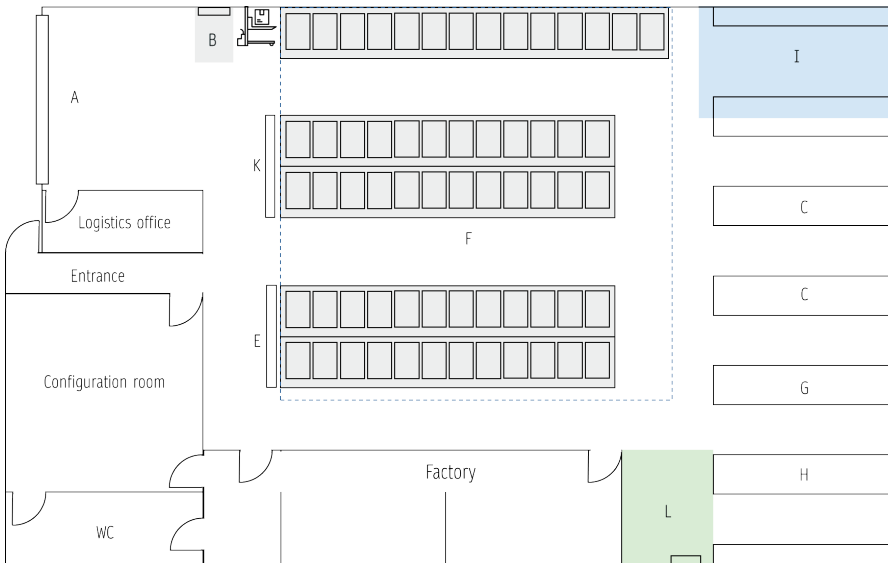 B
I
A
K
C
Logistics office
F
Entrance
C
E
Configuration room
G
Factory
H
L
WC